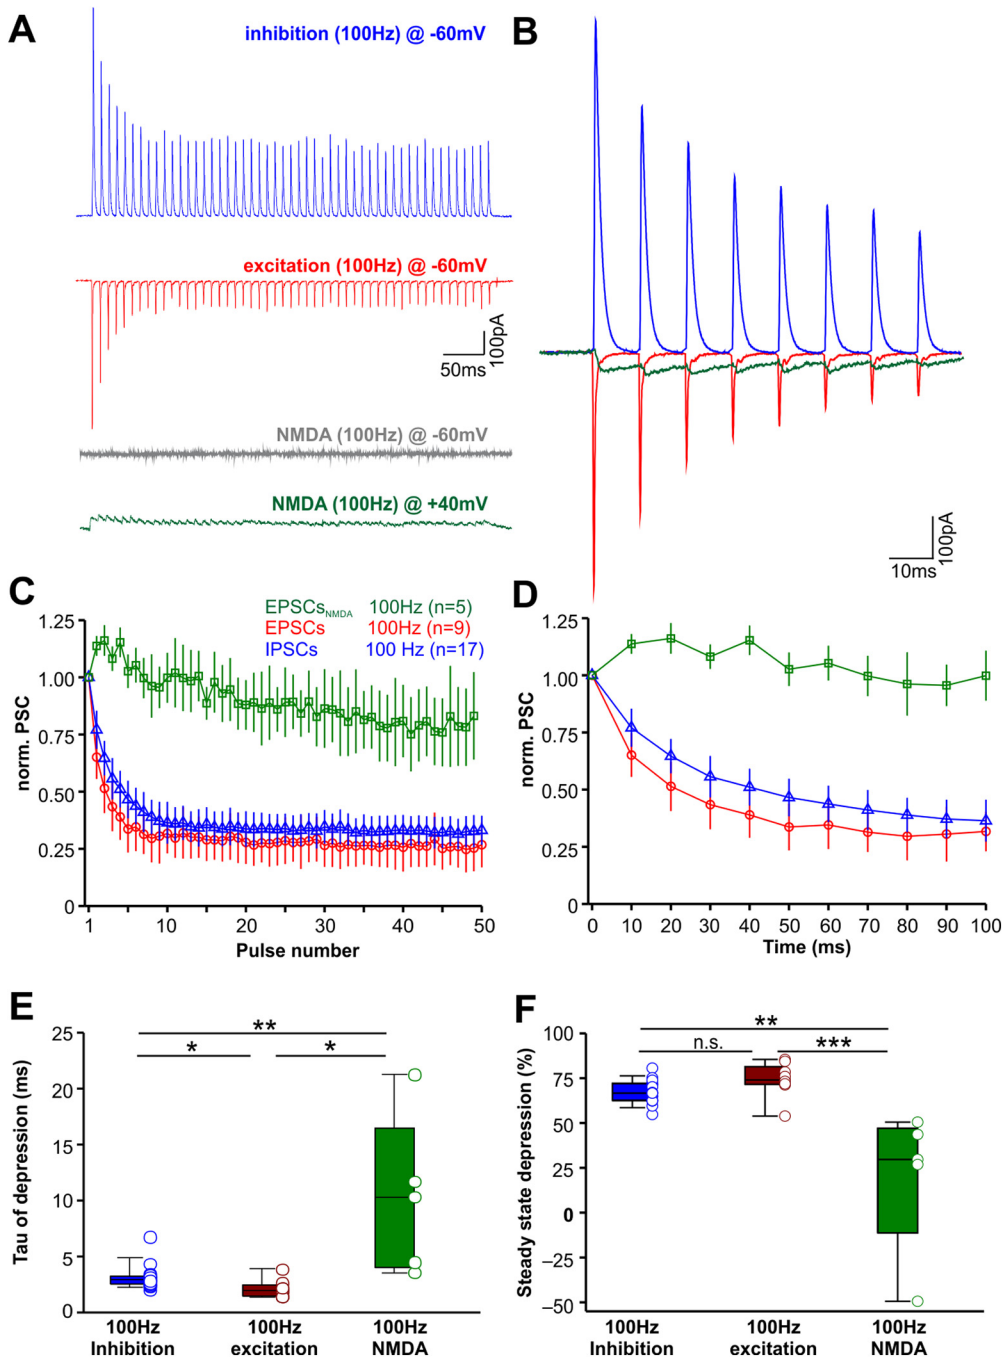 A
inhibition (100Hz) @ -60mV
excitation (100Hz) @ -60mV
50ms
100pA
NMDA (100Hz) @ -60mV
NMDA (100Hz) @ +40mV
B
100pA
10ms
C
EPSCsNMDA 100Hz (n=5)
EPSCs 100Hz (n=9)
IPSCs 100 Hz (n=17)
norm. PSC
1.25
1.00
0.75
0.50
0.25
0
1 10 20 30 40 50
Pulse number
D
norm. PSC
1.25
1.00
0.75
0.50
0.25
0
0 10 20 30 40 50 60 70 80 90 100
Time (ms)
E
Tau of depression (ms)
25
20
15
10
5
0
**
* *
100Hz Inhibition
100Hz excitation
100Hz NMDA
F
Steady state depression (%)
100
75
50
25
0
−25
−50
**
n.s. ***
100Hz Inhibition
100Hz excitation
100Hz NMDA